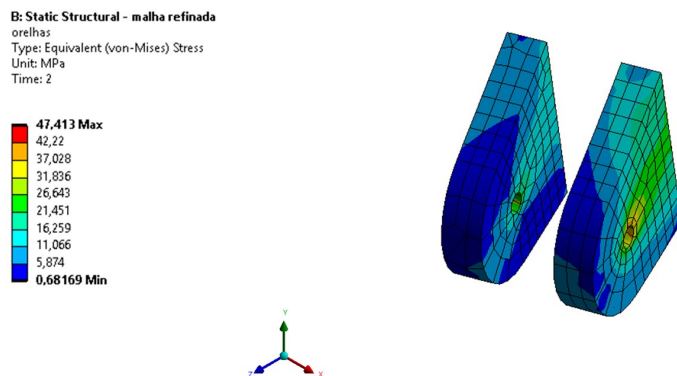 B: Static Structural - malha refinada
orelhas
Type: Equivalent (von-Mises) Stress
Unit: MPa
Time: 2
47,413 Max
42,22
37,028
31,836
26,643
21,451
16,259
11,066
5,874
0,68169 Min
Y
Z
X